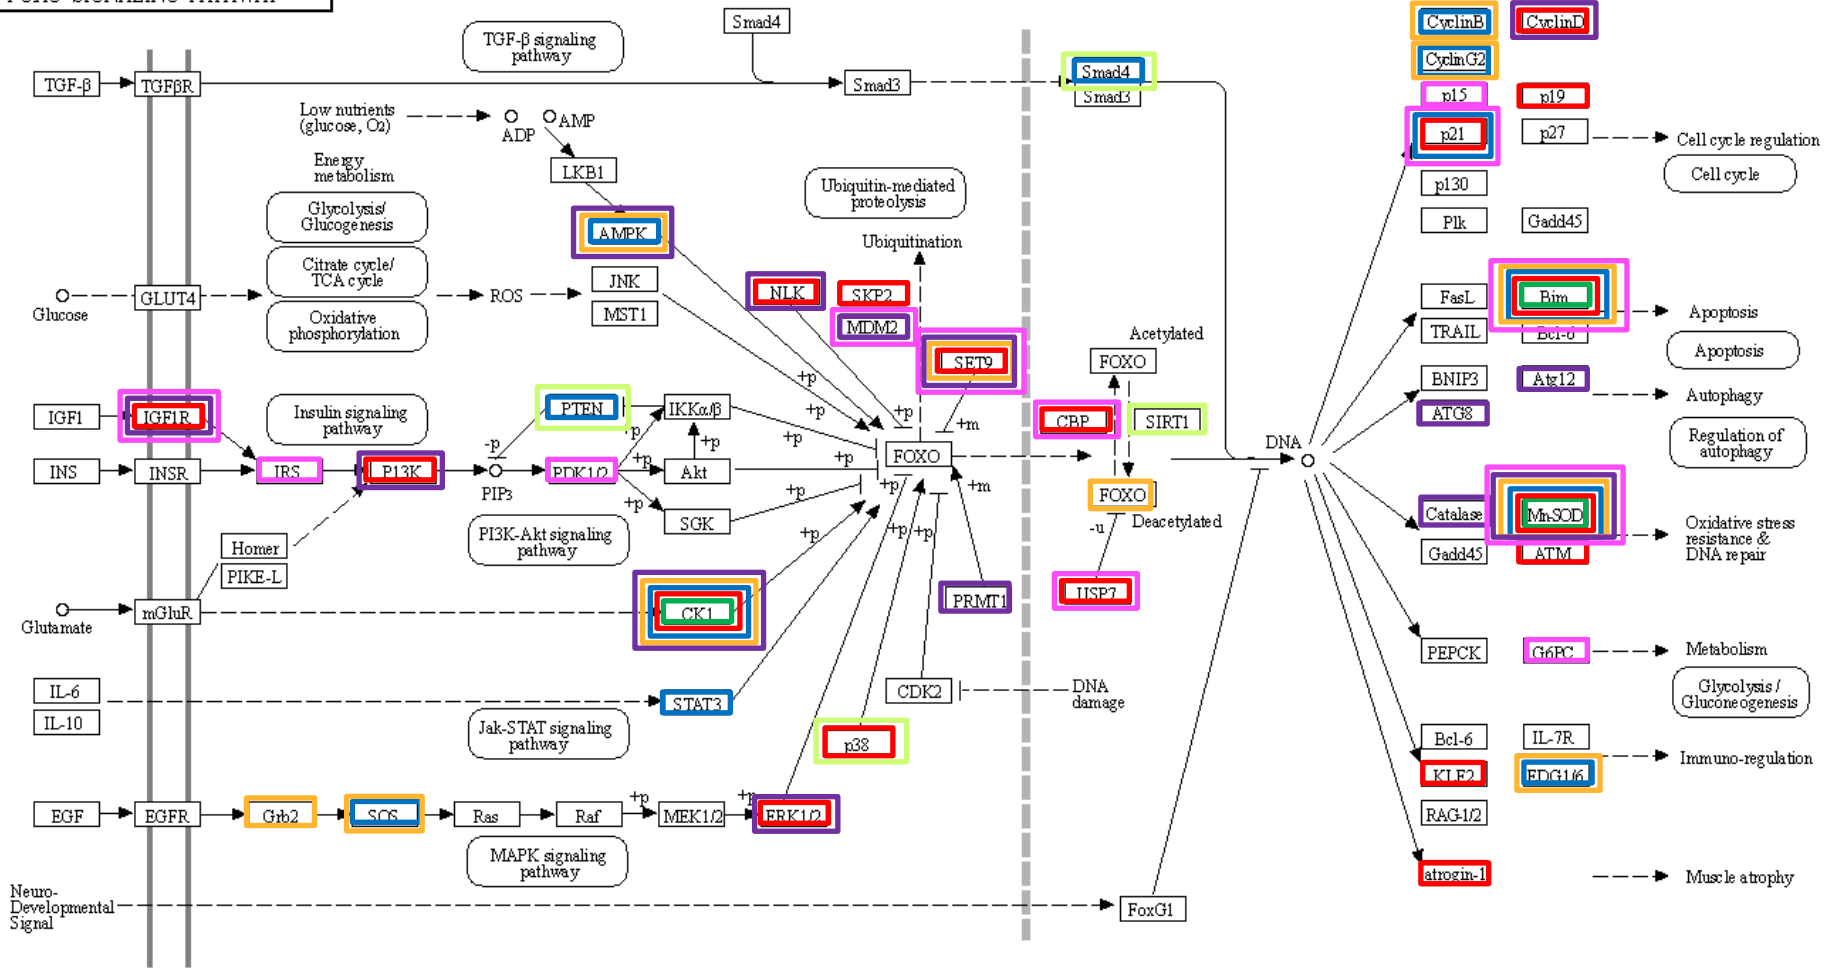 FOXO SIGNALING PATHWAY
Smad4
TGF-β signaling
pathway
TGF-β
TGFβR
Smad3
Smad4
Smad3
CyclinB
CyclinD
CyclinG2
p15
p19
p21
p27
Cell cycle regulation
Cell cycle
p130
Plk
Gadd45
Low nutrients
(glucose, O2)
ADP
AMP
LKB1
Energy
metabolism
Glycolysis/
Glucogenesis
Citrate cycle/
TCA cycle
Oxidative
phosphorylation
AMPK
Ubiquitin-mediated
proteolysis
Ubiquitination
JNK
MST1
NLK
SKP2
MDM2
SET9
Glucose
GLUT4
ROS
FasL
Bim
TRAIL
Bcl-6
Apoptosis
Apoptosis
BNIP3
Atg12
ATG8
Autophagy
Regulation of
autophagy
Acetylated
FOXO
CBP
SIRT1
FOXO
Deacetylated
-u
USP7
DNA
IGF1
IGF1R
Insulin signaling
pathway
PTEN
IKKα/β
+p
+p
+p
+p
+m
-p
+p
+p
+p
INS
INSR
IRS
PI3K
PIP3
PDK1/2
+p
Akt
+p
FOXO
+p
+p
+m
SGK
+p
+p
+p
PI3K-Akt signaling
pathway
Homer
PIKE-L
Catalase
Mn-SOD
Gadd45
ATM
Oxidative stress
resistance &
DNA repair
Glutamate
mGluR
CK1
PRMT1
PEPCK
G6PC
Metabolism
Glycolysis /
Gluconeogenesis
IL-6
IL-10
STAT3
Jak-STAT signaling
pathway
CDK2
DNA
damage
p38
Bcl-6
IL-7R
KLF2
EDG1/6
Immuno-regulation
RAG-1/2
EGF
EGFR
Grb2
SOS
Ras
Raf
+p
MEK1/2
+p
ERK1/2
MAPK signaling
pathway
atrogin-1
Muscle atrophy
Neuro-
Developmental
Signal
FoxG1